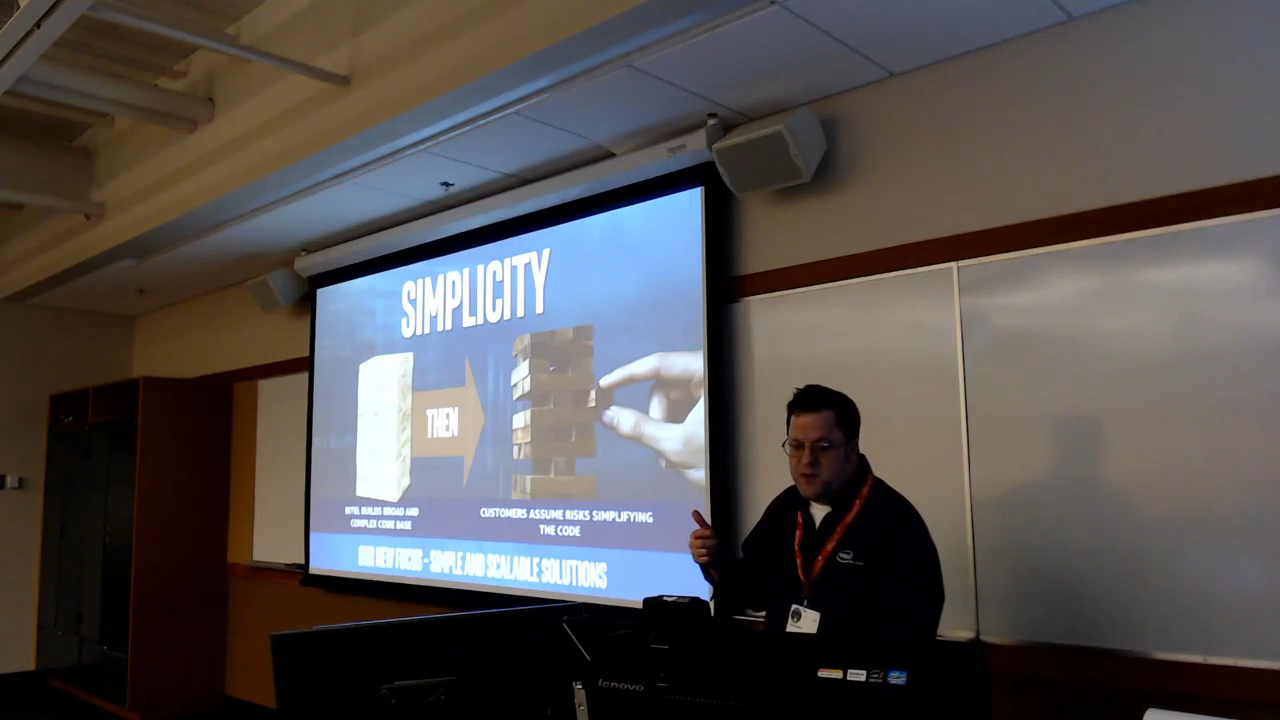 SIMPLICITY
THEN
INTEL BUILDS BROAD AND
COMPLEX CODE BASE
CUSTOMERS ASSUME RISKS SIMPLIFYING
THE CODE
OUR NEW FOCUS - SIMPLE AND SCALABLE SOLUTIONS
lenovo